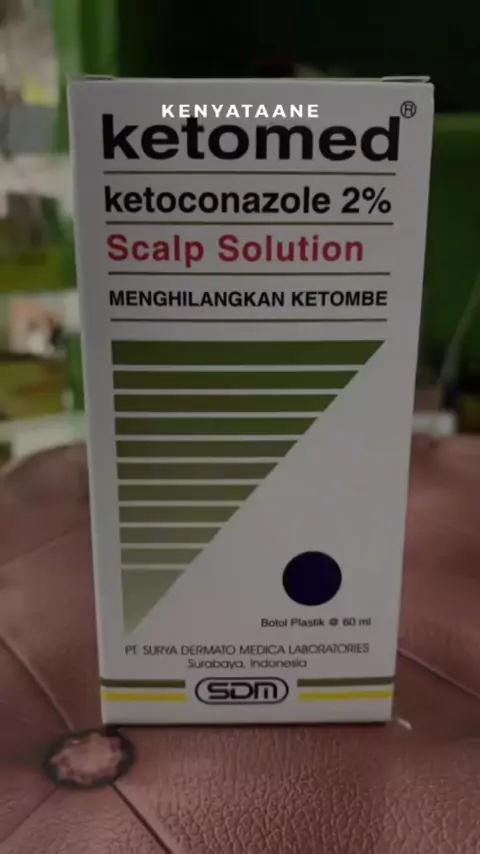 KENYATAANE
ketomed®
ketoconazole 2%
Scalp Solution
MENGHILANGKAN KETOMBE
Botol Plastik @ 60 ml
PT. SURYA DERMATO MEDICA LABORATORIES
Surabaya, Indonesia
SDM